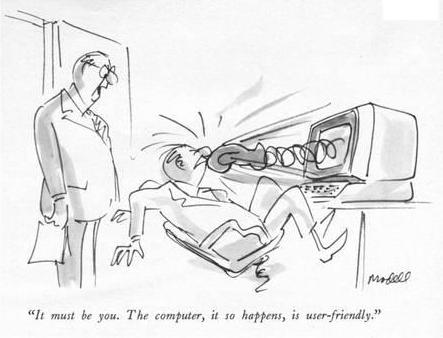 modell
"It must be you. The computer, it so happens, is user-friendly."